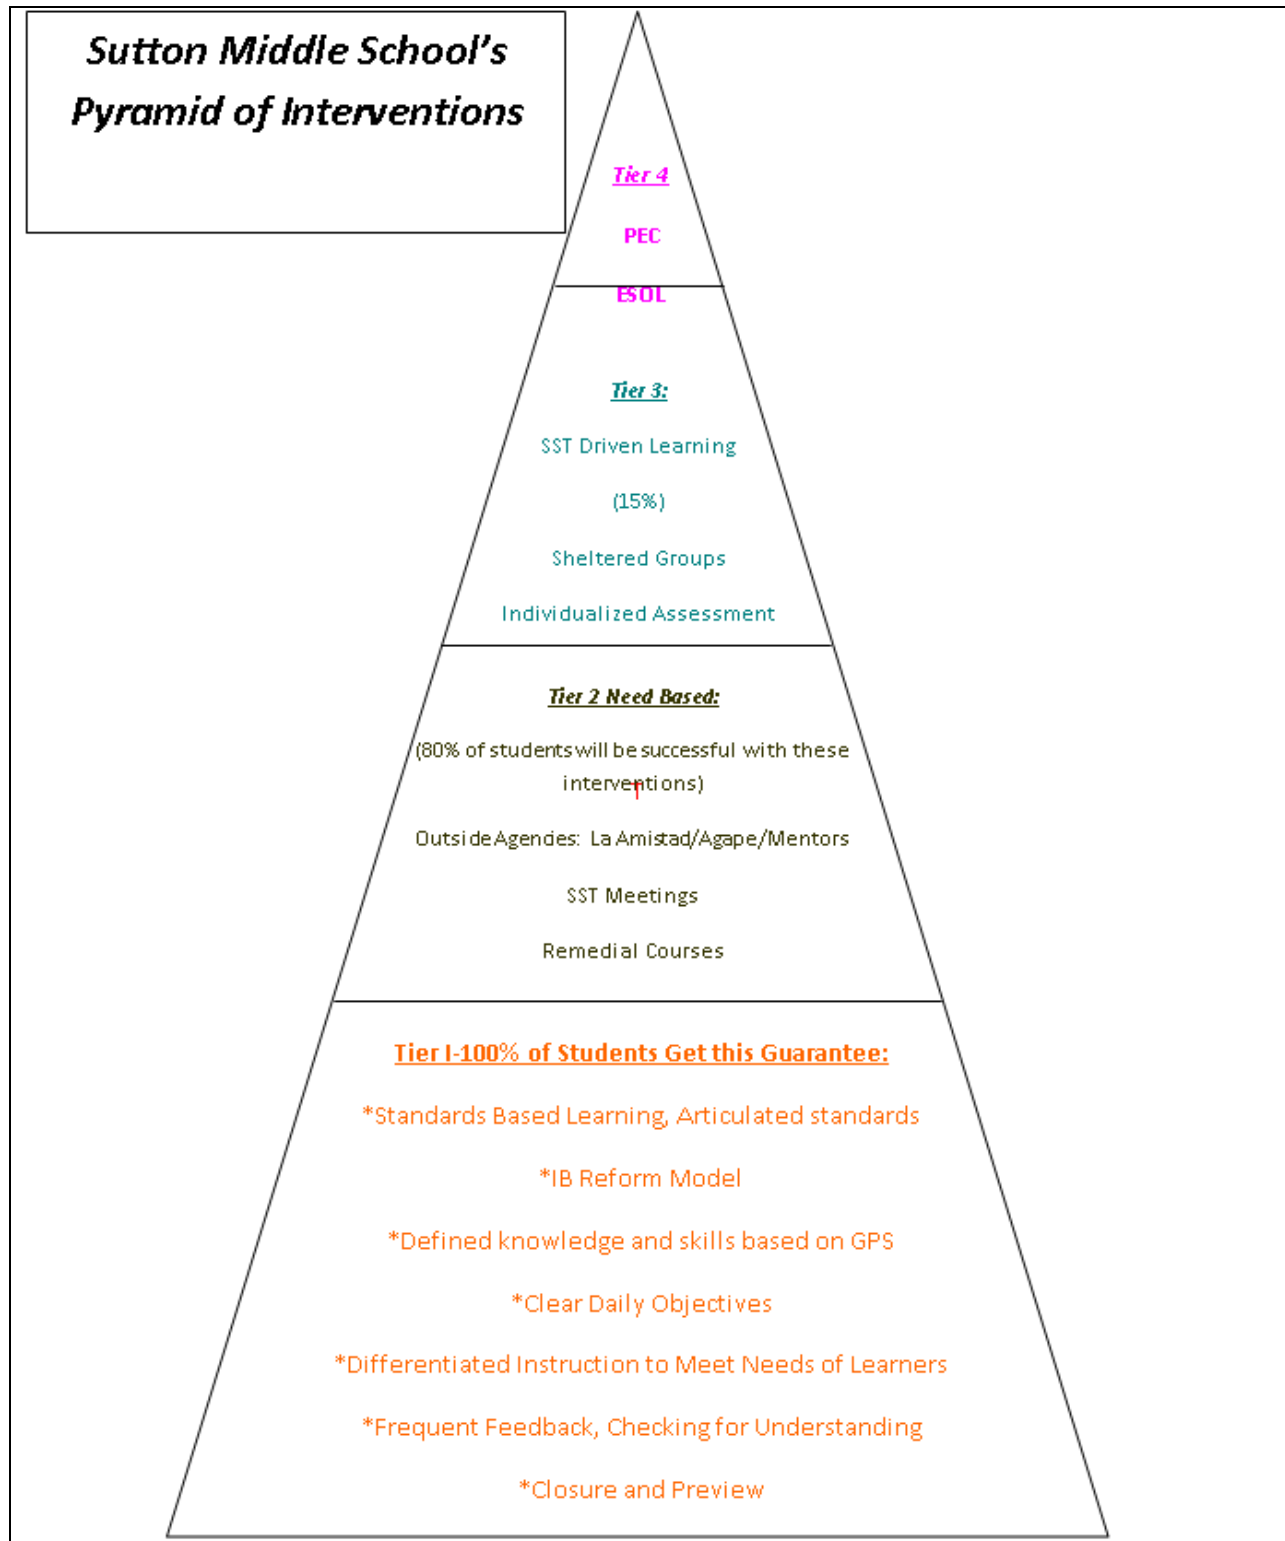 Sutton Middle School's
Pyramid of Interventions
Tier 4
PEC
ESOL
Tier 3:
SST Driven Learning
(15%)
Sheltered Groups
Individualized Assessment
Tier 2 Need Based:
(80% of students will be successful with these
interventions)
Outside Agencies: La Amistad/Agape/Mentors
SST Meetings
Remedial Courses
Tier I-100% of Students Get this Guarantee:
*Standards Based Learning, Articulated standards
*IB Reform Model
*Defined knowledge and skills based on GPS
*Clear Daily Objectives
*Differentiated Instruction to Meet Needs of Learners
*Frequent Feedback, Checking for Understanding
*Closure and Preview